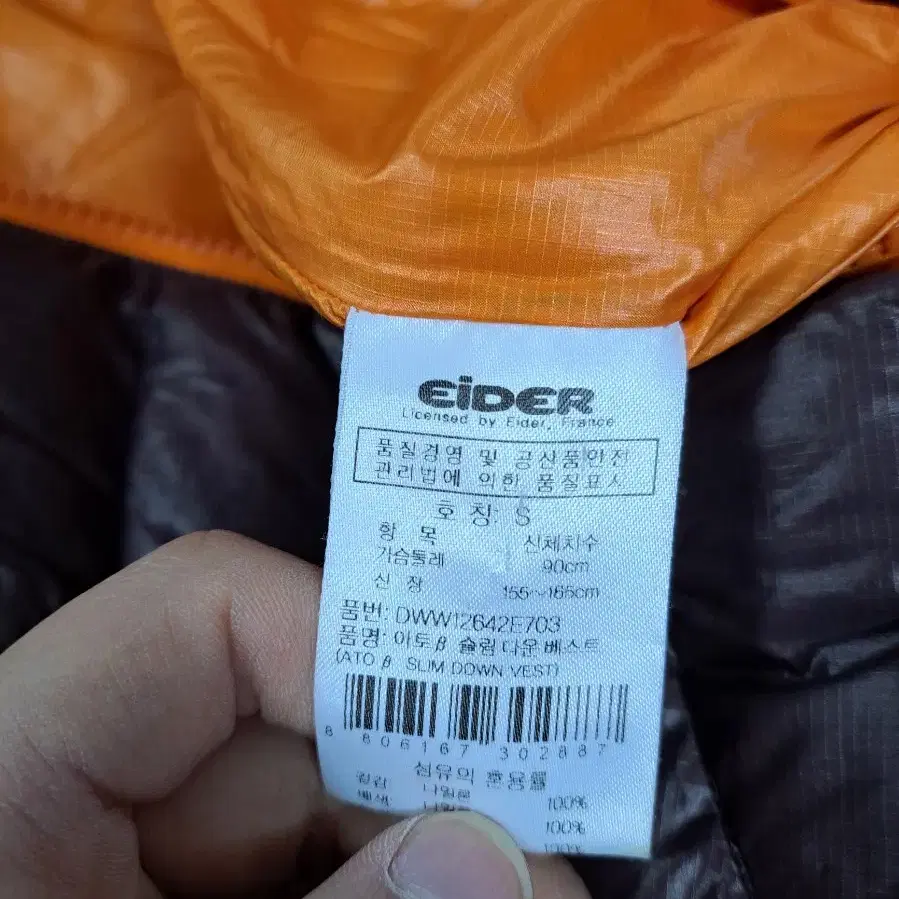 EiDER
Licensed by Eider, France
품질경영 및 공산품안전
관리법에 의한 품질표시
호 칭: S
항 목 신체치수
가슴둘레 90cm
신 장 155~165cm
품번: DWW12642E703
품명: 아토β 슬림다운베스트
(ATO β SLIM DOWN VEST)
8 806167 302887
섬유의 혼용률
겉감 나일론 100%
배색: 나일론 100%
100%